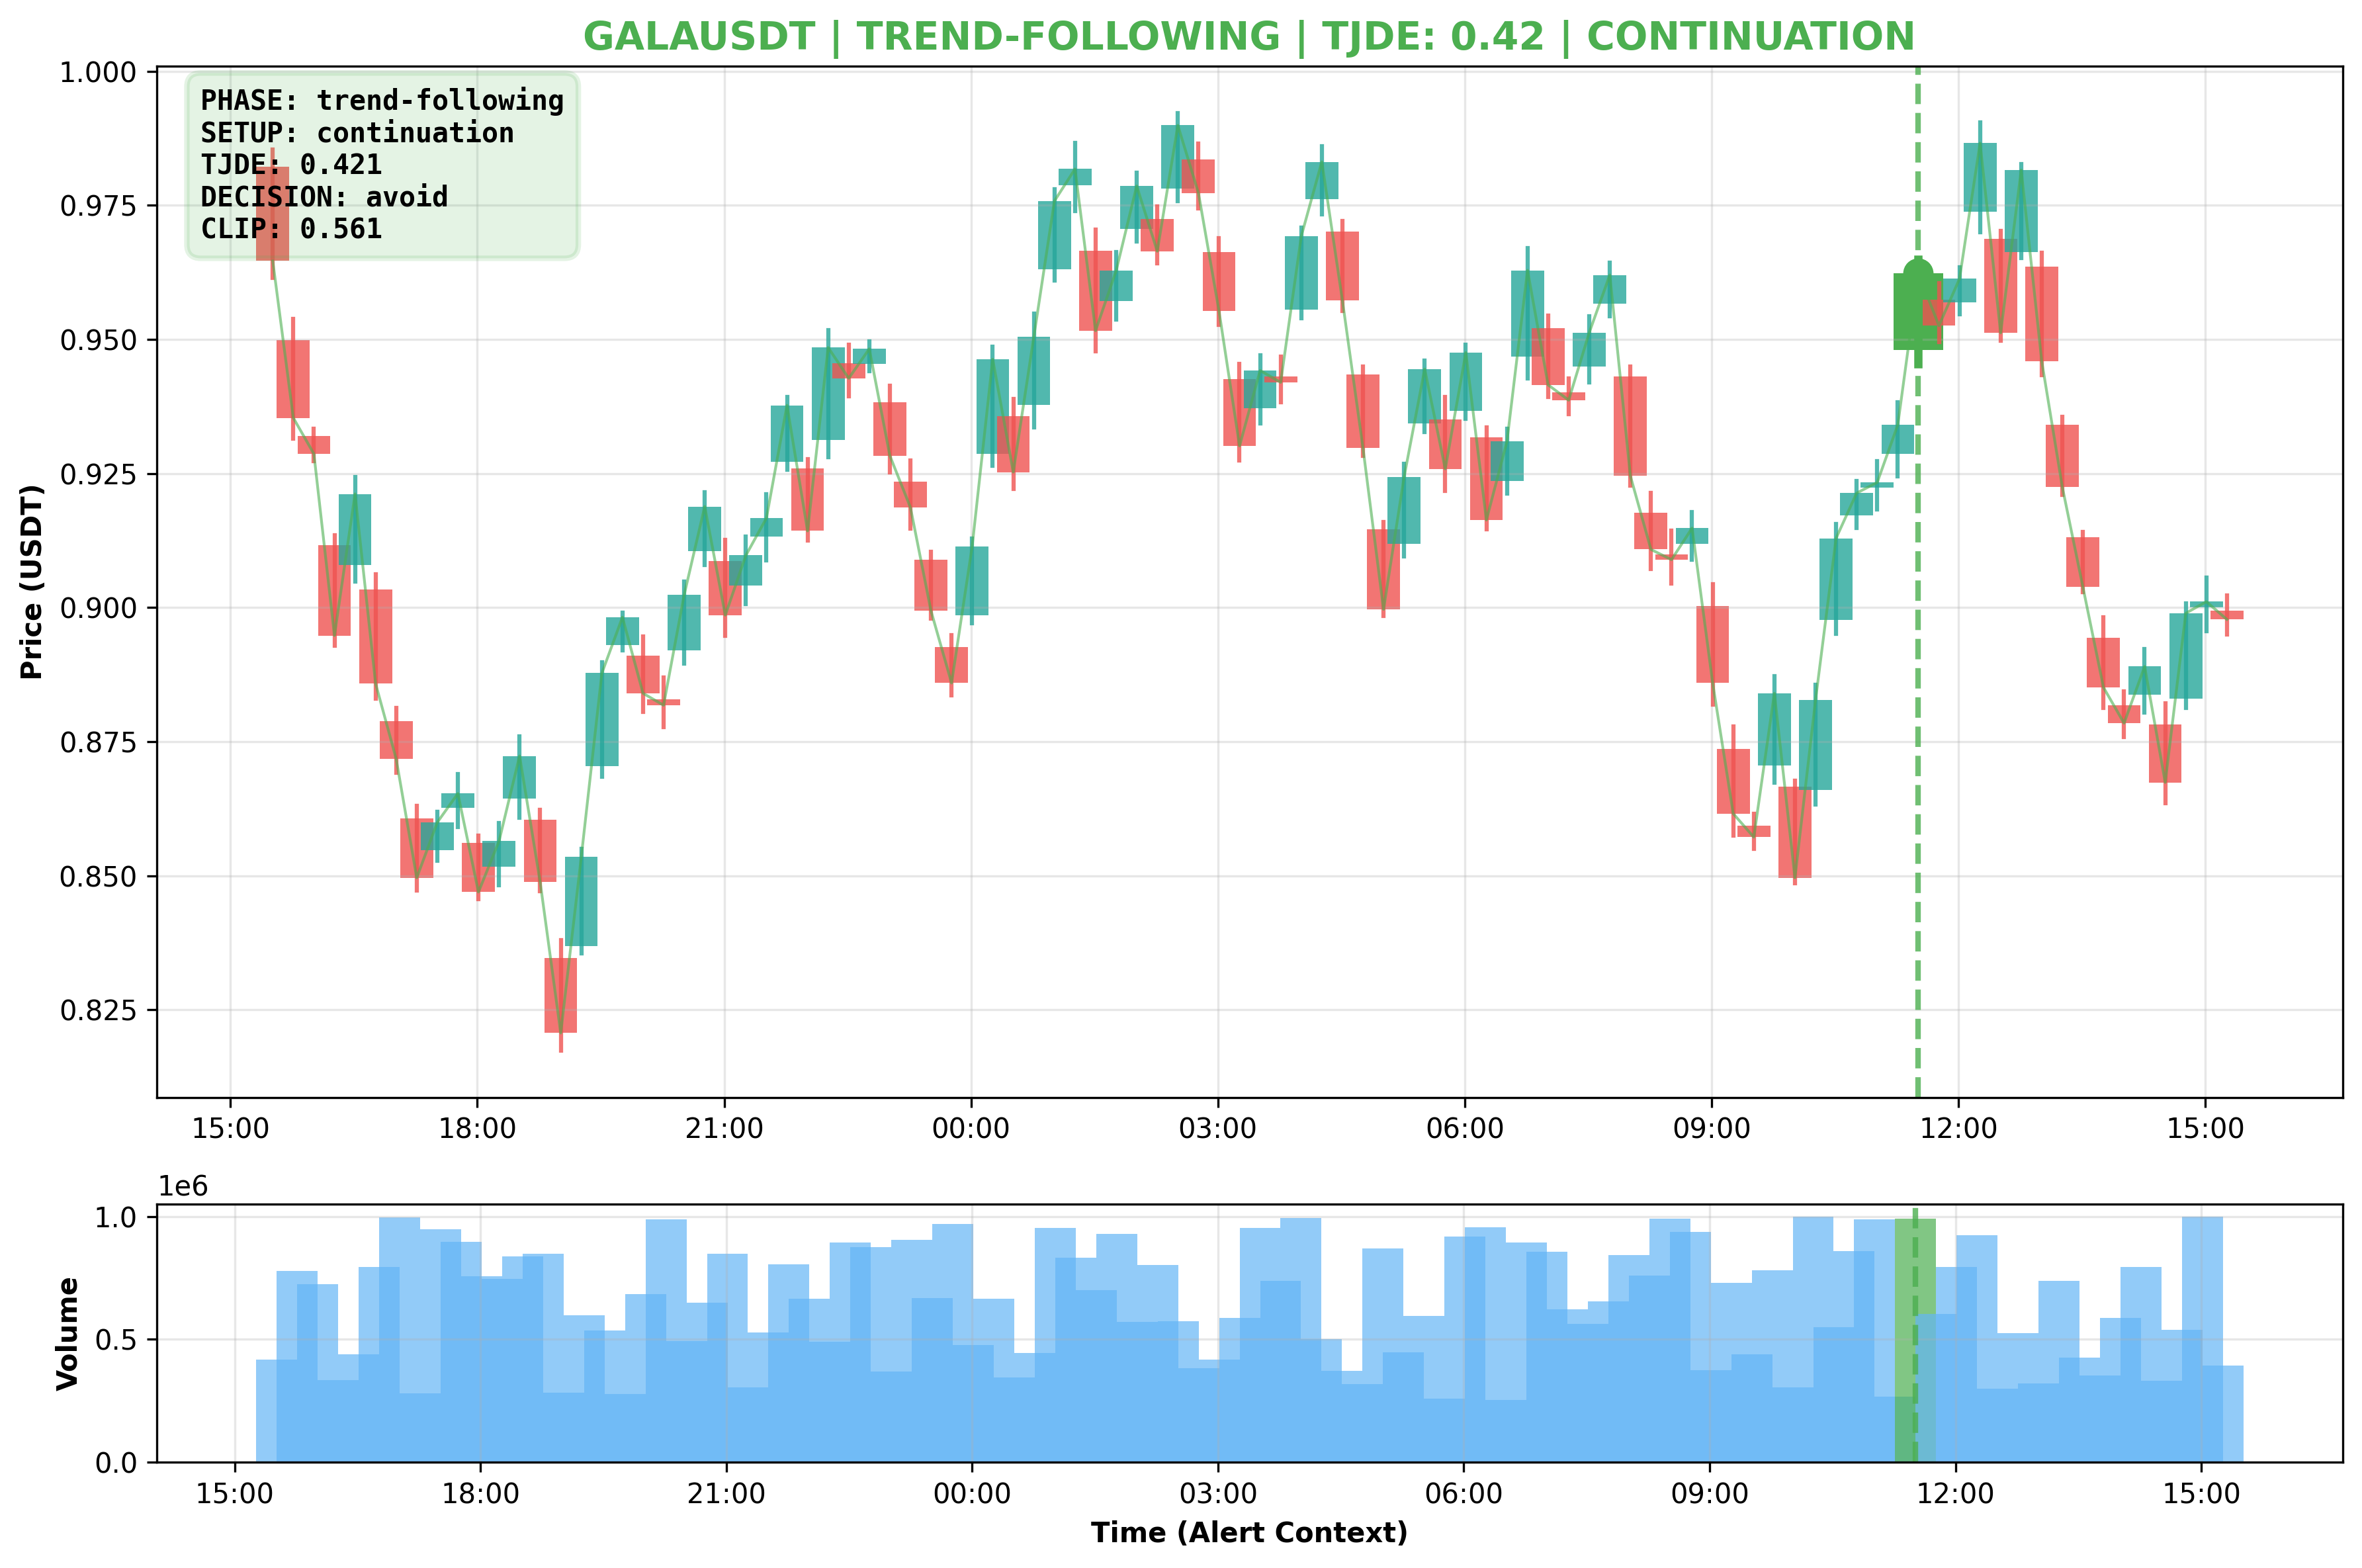 GALAUSDT | TREND-FOLLOWING | TJDE: 0.42 | CONTINUATION
PHASE: trend-following
SETUP: continuation
TJDE: 0.421
DECISION: avoid
CLIP: 0.561
Price (USDT)
1.000
0.975
0.950
0.925
0.900
0.875
0.850
0.825
15:00 18:00 21:00 00:00 03:00 06:00 09:00 12:00 15:00
1e6
Volume
1.0
0.5
0.0
15:00 18:00 21:00 00:00 03:00 06:00 09:00 12:00 15:00
Time (Alert Context)